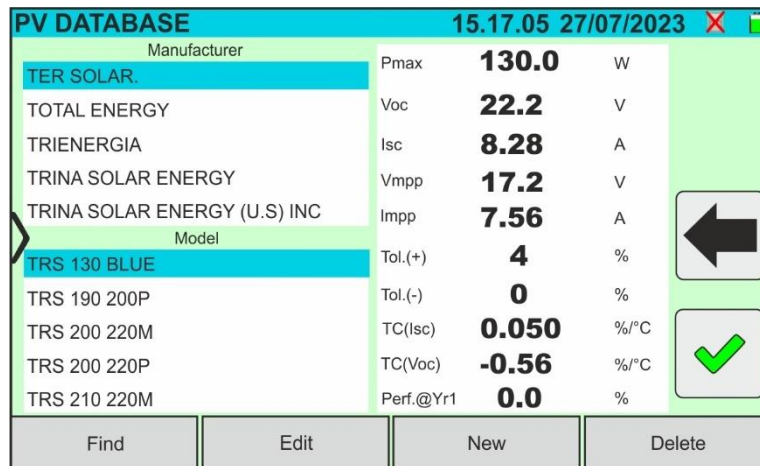 PV DATABASE 15.17.05 27/07/2023
Manufacturer
TER SOLAR.
TOTAL ENERGY
TRIENERGIA
TRINA SOLAR ENERGY
TRINA SOLAR ENERGY (U.S) INC
Model
TRS 130 BLUE
TRS 190 200P
TRS 200 220M
TRS 200 220P
TRS 210 220M
Pmax 130.0 W
Voc 22.2 V
Isc 8.28 A
Vmpp 17.2 V
Impp 7.56 A
Tol.(+) 4 %
Tol.(-) 0 %
TC(Isc) 0.050 %/°C
TC(Voc) -0.56 %/°C
Perf.@Yr1 0.0 %
Find Edit New Delete